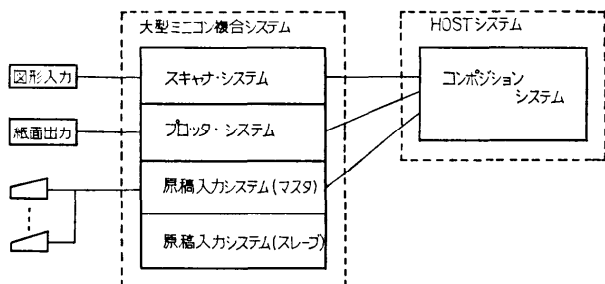 大型ミニコン複合システム
HOSTシステム
図形入力
スキャナ・システム
コンポジション
システム
紙面出力
プロッタ・システム
原稿入力システム(マスタ)
原稿入力システム(スレーブ)